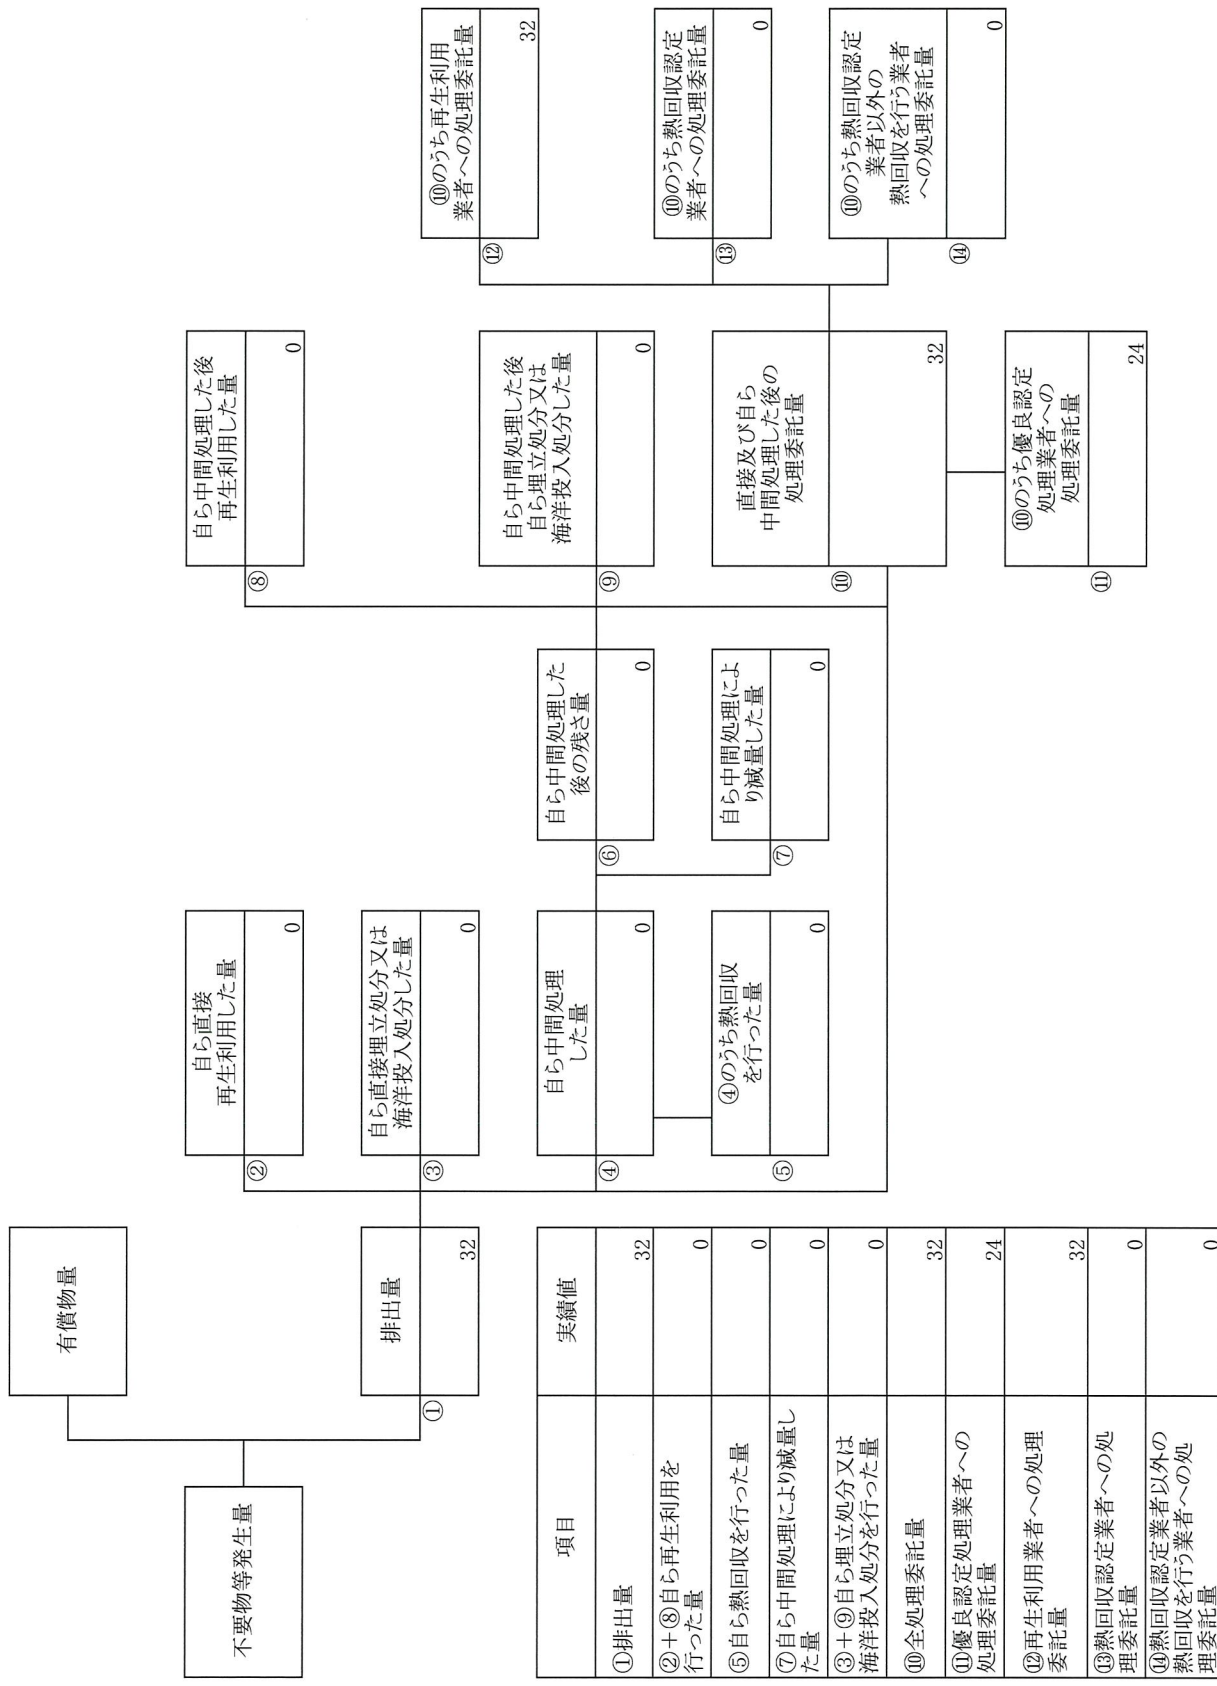 不要物等発生量
有償物量
①
排出量
32
②
自ら直接
再生利用した量
0
③
自ら直接埋立処分又は
海洋投入処分した量
0
④
自ら中間処理
した量
0
⑤
④のうち熱回収
を行った量
0
⑥
自ら中間処理した
後の残さ量
0
⑦
自ら中間処理によ
り減量した量
0
⑧
自ら中間処理した後
再生利用した量
0
⑨
自ら中間処理した後
自ら埋立処分又は
海洋投入処分した量
0
⑩
直接及び自ら
中間処理した後の
処理委託量
32
⑪
⑩のうち優良認定
処理業者への
処理委託量
24
⑫
⑩のうち再生利用
業者への処理委託量
32
⑬
⑩のうち熱回収認定
業者への処理委託量
0
⑭
⑩のうち熱回収認定
業者以外の
熱回収を行う業者
への処理委託量
0
項目 実績値
①排出量 32
②+⑧自ら再生利用を
行った量 0
⑤自ら熱回収を行った量 0
⑦自ら中間処理により減量し
た量 0
③+⑨自ら埋立処分又は
海洋投入処分を行った量 0
⑩全処理委託量 32
⑪優良認定処理業者への
処理委託量 24
⑫再生利用業者への処理
委託量 32
⑬熱回収認定業者への処
理委託量 0
⑭熱回収認定業者以外の
熱回収を行う業者への処
理委託量 0